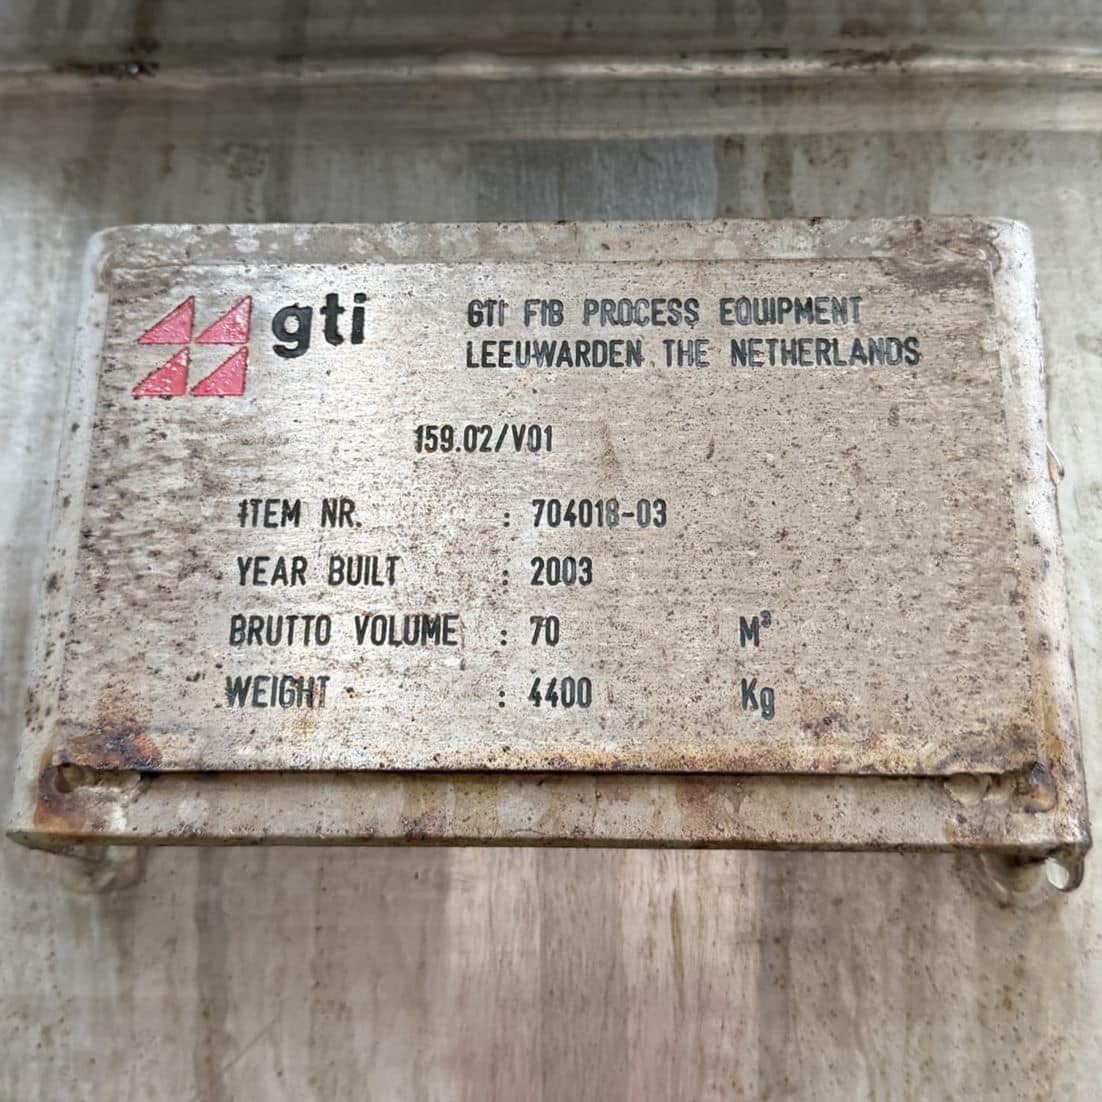 gti
GTI FIB PROCESS EQUIPMENT
LEEUWARDEN THE NETHERLANDS
159.02/V01
ITEM NR. : 704018-03
YEAR BUILT : 2003
BRUTTO VOLUME : 70 M³
WEIGHT : 4400 Kg